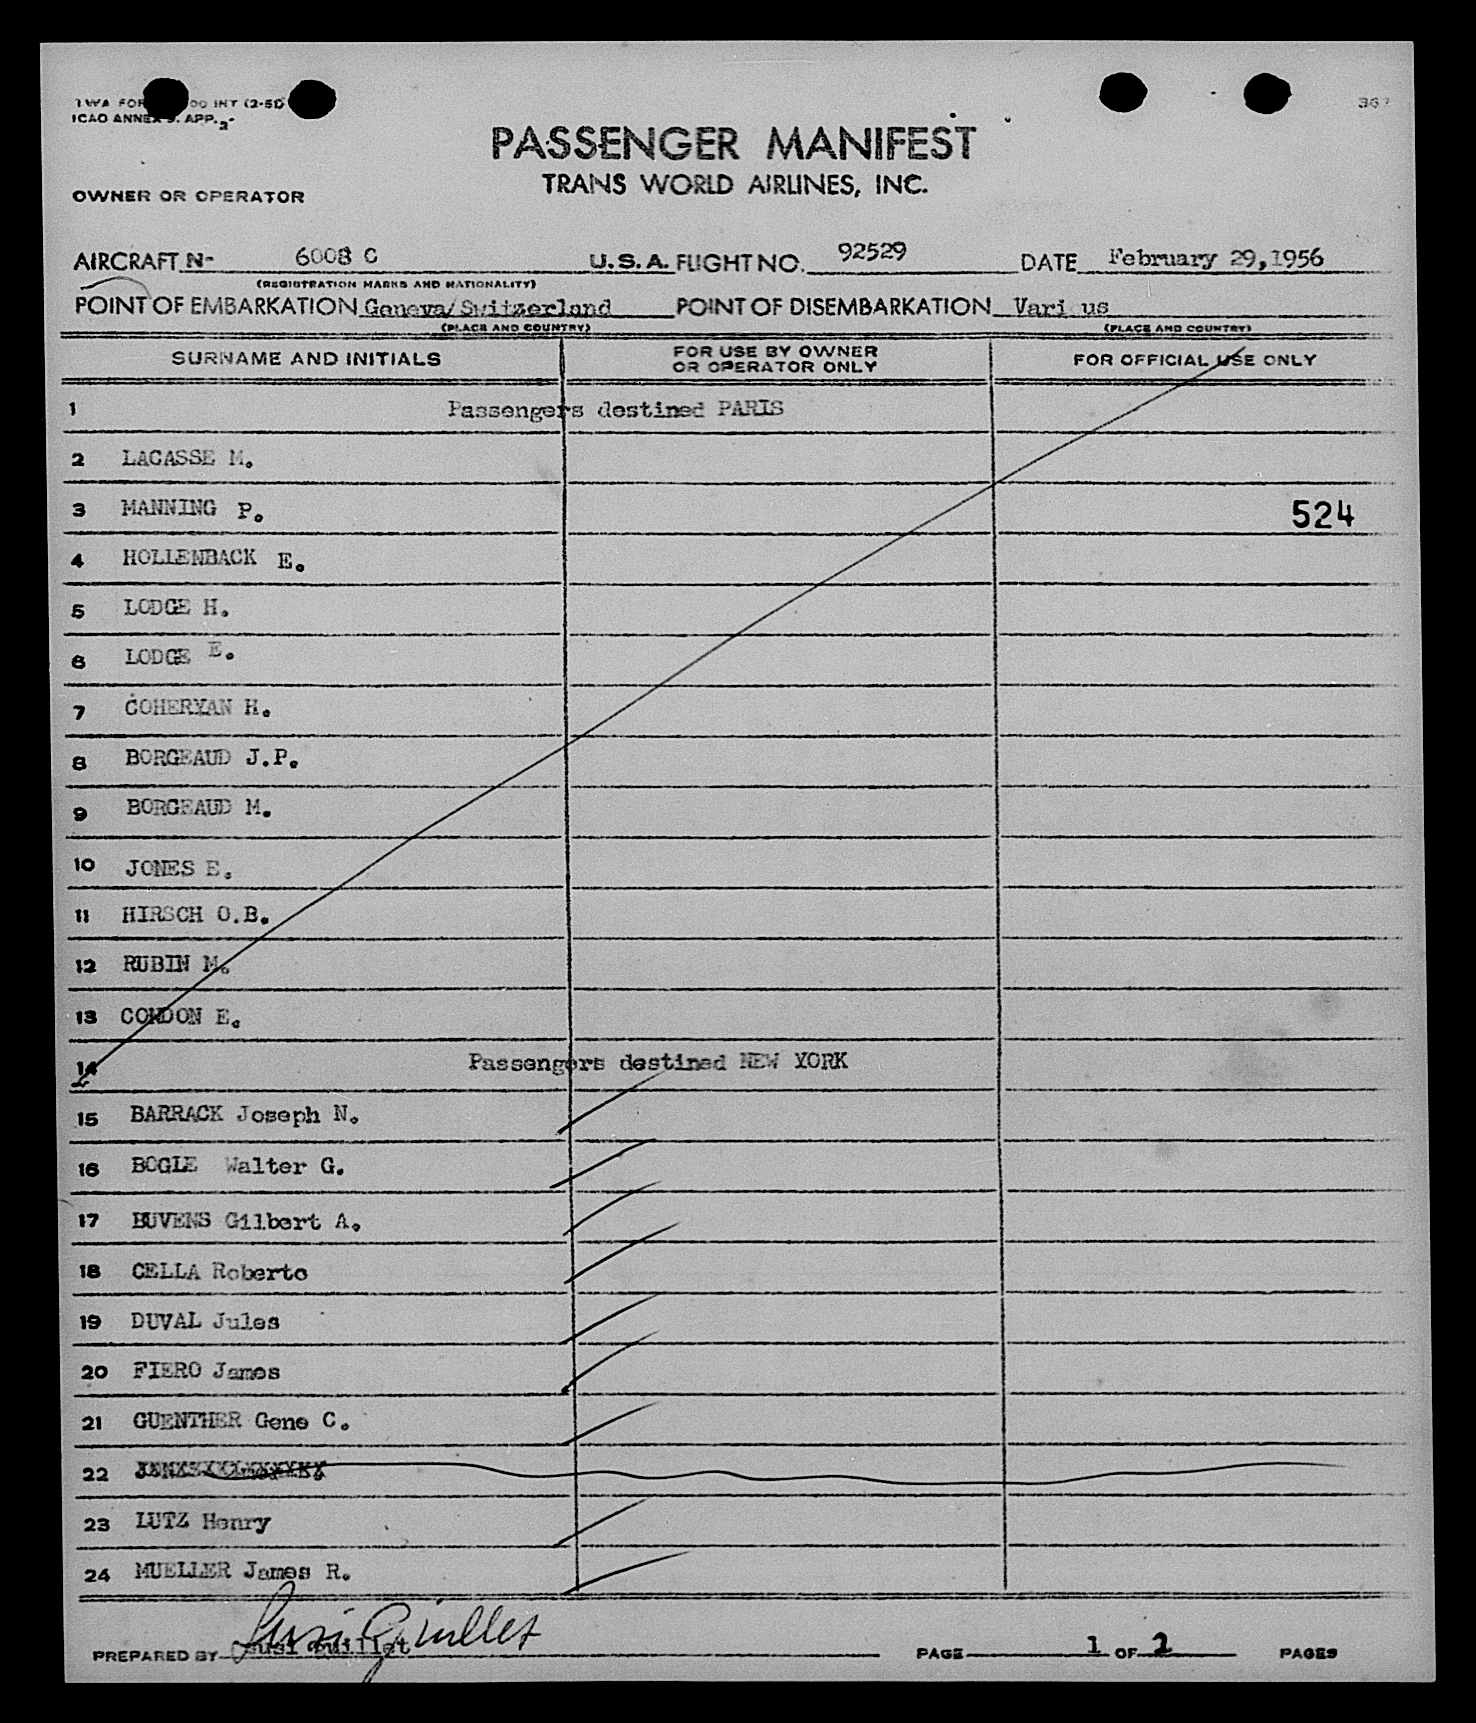 TWA FOR 00 INT (2-51)
ICAO ANNEX 9. APP. 2-
367
PASSENGER MANIFEST
TRANS WORLD AIRLINES, INC.
OWNER OR OPERATOR
AIRCRAFT N- 6008 C U.S.A. FLIGHT NO. 92529 DATE February 29,1956
(REGISTRATION MARKS AND NATIONALITY)
POINT OF EMBARKATION Geneva/Switzerland POINT OF DISEMBARKATION Vari us
(PLACE AND COUNTRY) (PLACE AND COUNTRY)
SURNAME AND INITIALS FOR USE BY OWNER OR OPERATOR ONLY FOR OFFICIAL USE ONLY
1 Passengers destined PARIS
2 LACASSE M.
3 MANNING P. 524
4 HOLLENBACK E.
5 LODGE H.
6 LODGE E.
7 COHERYAN H.
8 BORGEAUD J.P.
9 BORGEAUD M.
10 JONES E.
11 HIRSCH O.B.
12 RUBIN M.
13 CONDON E.
14 Passengers destined NEW YORK
15 BARRACK Joseph N.
16 BOGLE Walter G.
17 BUVENS Gilbert A.
18 CELLA Roberto
19 DUVAL Jules
20 FIERO James
21 GUENTHER Gene C.
22
23 LUTZ Henry
24 MUELLER James R.
Susi Quillet
PREPARED BY Susi Quillet PAGE 1 OF 2 PAGES